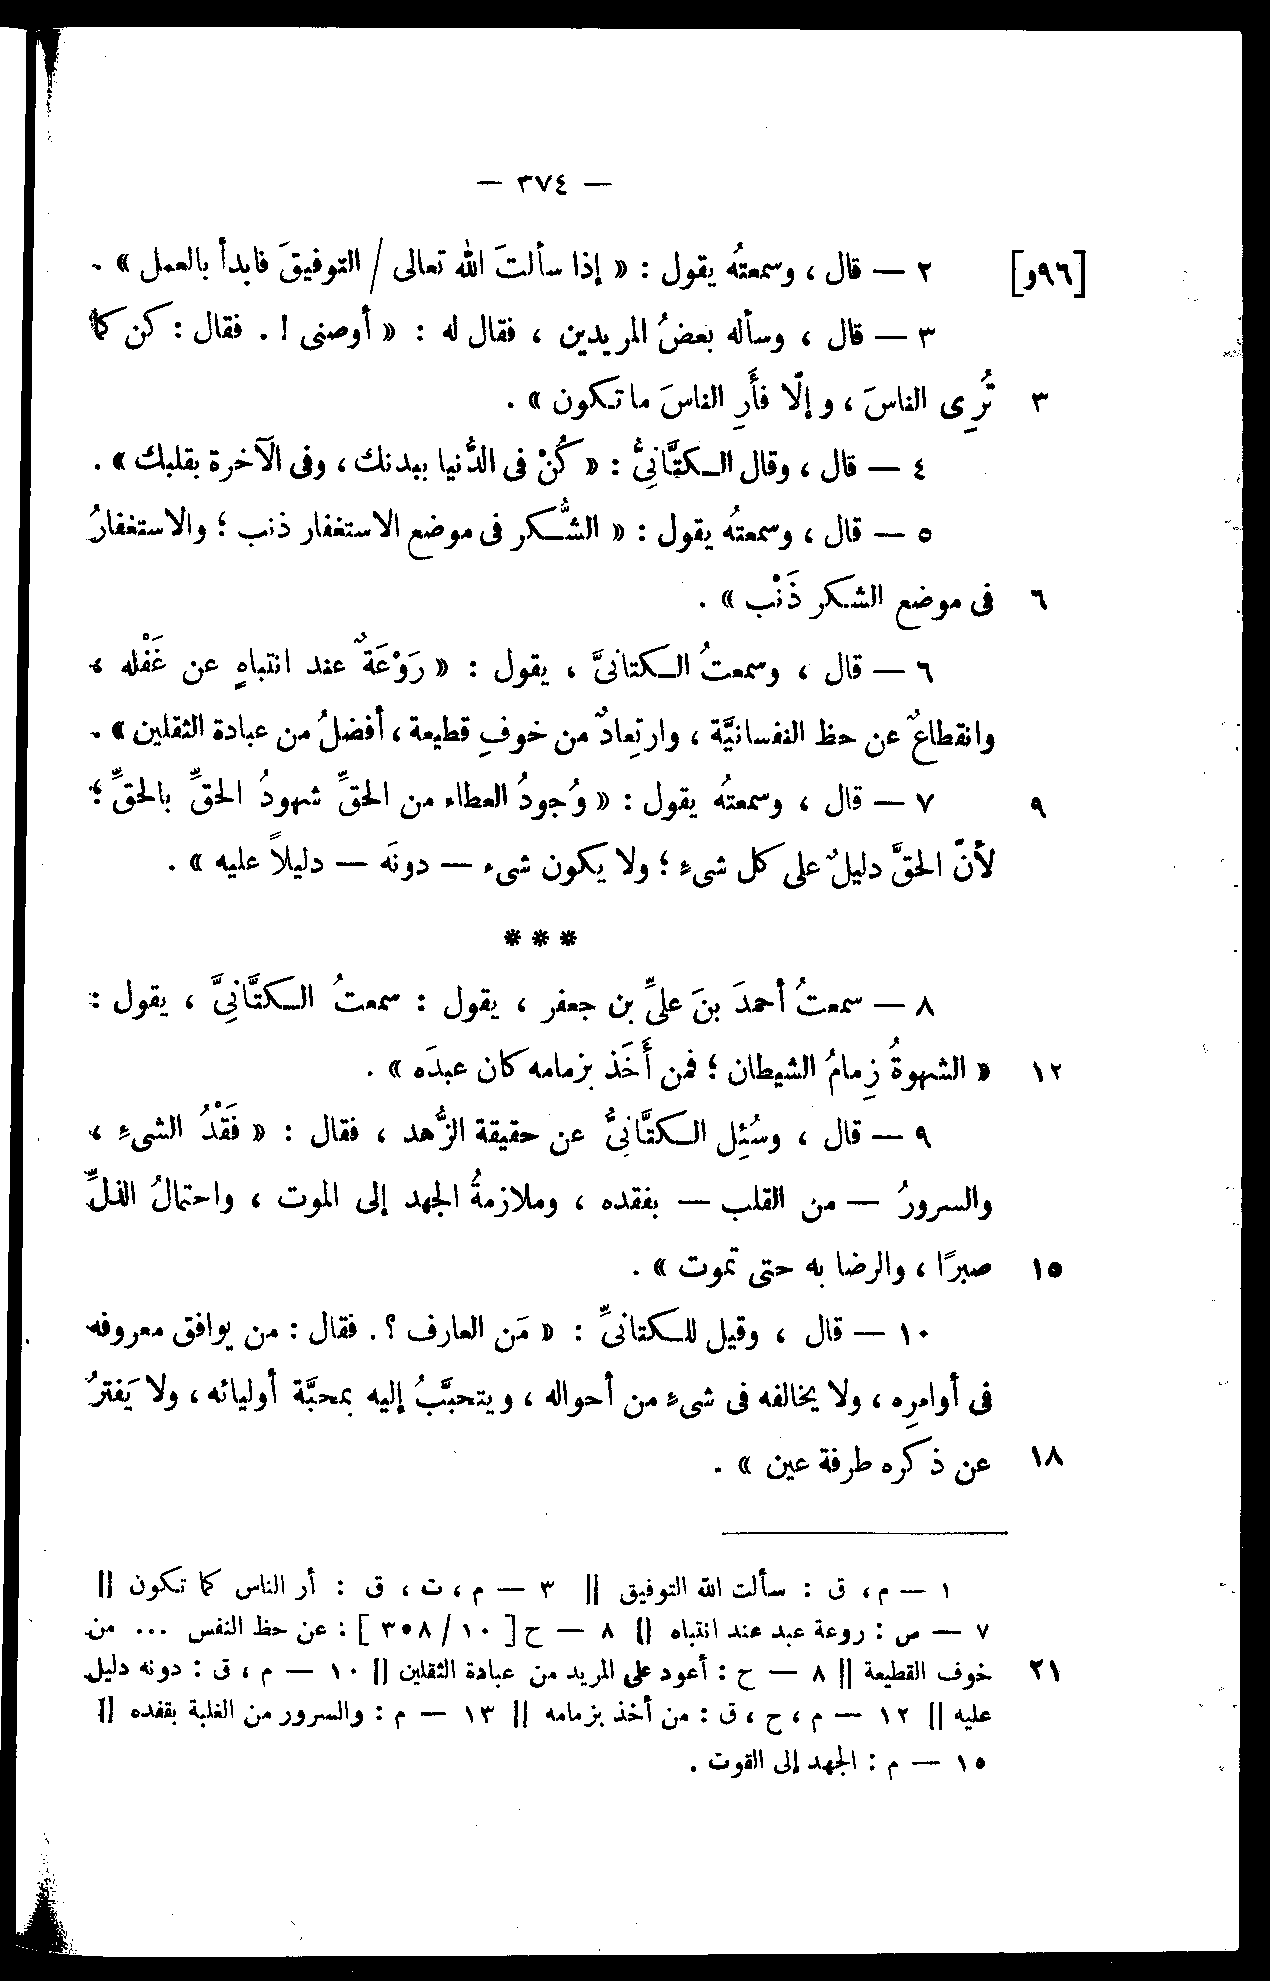 — ٣٧٤ —
[٩٦و] ٢ — قال ، وسمعتهُ يقول : « إذا سألتَ الله تعالى / التوفيقَ فابدأ بالعمل » .
٣ — قال ، وسأله بعضُ المريدين ، فقال له : « أوصنى ! . فقال : كن كما
٣ تُرِى الناسَ ، وإلّا فأَرِ الناسَ ما تكون » .
٤ — قال ، وقال الكتَّانِىُّ : « كُنْ فى الدُّنيا ببدنك ، وفى الآخرة بقلبك » .
٥ — قال ، وسمعتهُ يقول : « الشُّكر فى موضع الاستغفار ذنب ؛ والاستغفارُ
٦ فى موضع الشكر ذَنْب » .
٦ — قال ، وسمعتُ الكتانىَّ ، يقول : « رَوْعَةٌ عند انتباهٍ عن غَفْله ،
وانقطاعٌ عن حظ النفسانيَّة ، وارتِعادٌ من خوفِ قطيعة ، أفضلُ من عبادة الثقلين » .
٩ ٧ — قال ، وسمعتهُ يقول : « وُجودُ العطاء من الحقِّ شهودُ الحقِّ بالحقِّ ؛
لأنّ الحقَّ دليلٌ على كل شىءٍ ؛ ولا يكون شىء — دونَه — دليلاً عليه » .
***
٨ — سمعتُ أحمدَ بنَ علىِّ بن جعفر ، يقول : سمعتُ الكتَّانِىَّ ، يقول :
١٢ « الشهوةُ زِمامُ الشيطان ؛ فمن أَخَذ بزمامه كان عبدَه » .
٩ — قال ، وسُئِل الكتَّانِىُّ عن حقيقة الزُّهد ، فقال : « فَقْدُ الشىءِ ،
والسرورُ — من القلب — بفقده ، وملازمةُ الجهد إلى الموت ، واحتمالُ الذلِّ
١٥ صبرًا ، والرضا به حتى تموت » .
١٠ — قال ، وقيل للكتانىِّ : « مَن العارف ؟ . فقال : من يوافق معروفه
فى أوامرِه ، ولا يخالفه فى شىءٍ من أحواله ، ويتحبَّبُ إليه بمحبَّة أوليائه ، ولا يَفترُ
١٨ عن ذكره طرفة عين » .
١ — م ، ق : سألت الله التوفيق || ٣ — م ، ت ، ق : أر الناس كما تكون ||
٧ — ص : روعة عبد عند انتباه || ٨ — ح [ ١٠ / ٣٥٨ ] : عن حظ النفس ... من
٢١ خوف القطيعة || ٨ — ح : أعود على المريد من عبادة الثقلين || ١٠ — م ، ق : دونه دليل
عليه || ١٢ — م ، ح ، ق : من أخذ بزمامه || ١٣ — م : والسرور من الغلبة بقفده ||
١٥ — م : الجهد إلى القوت .